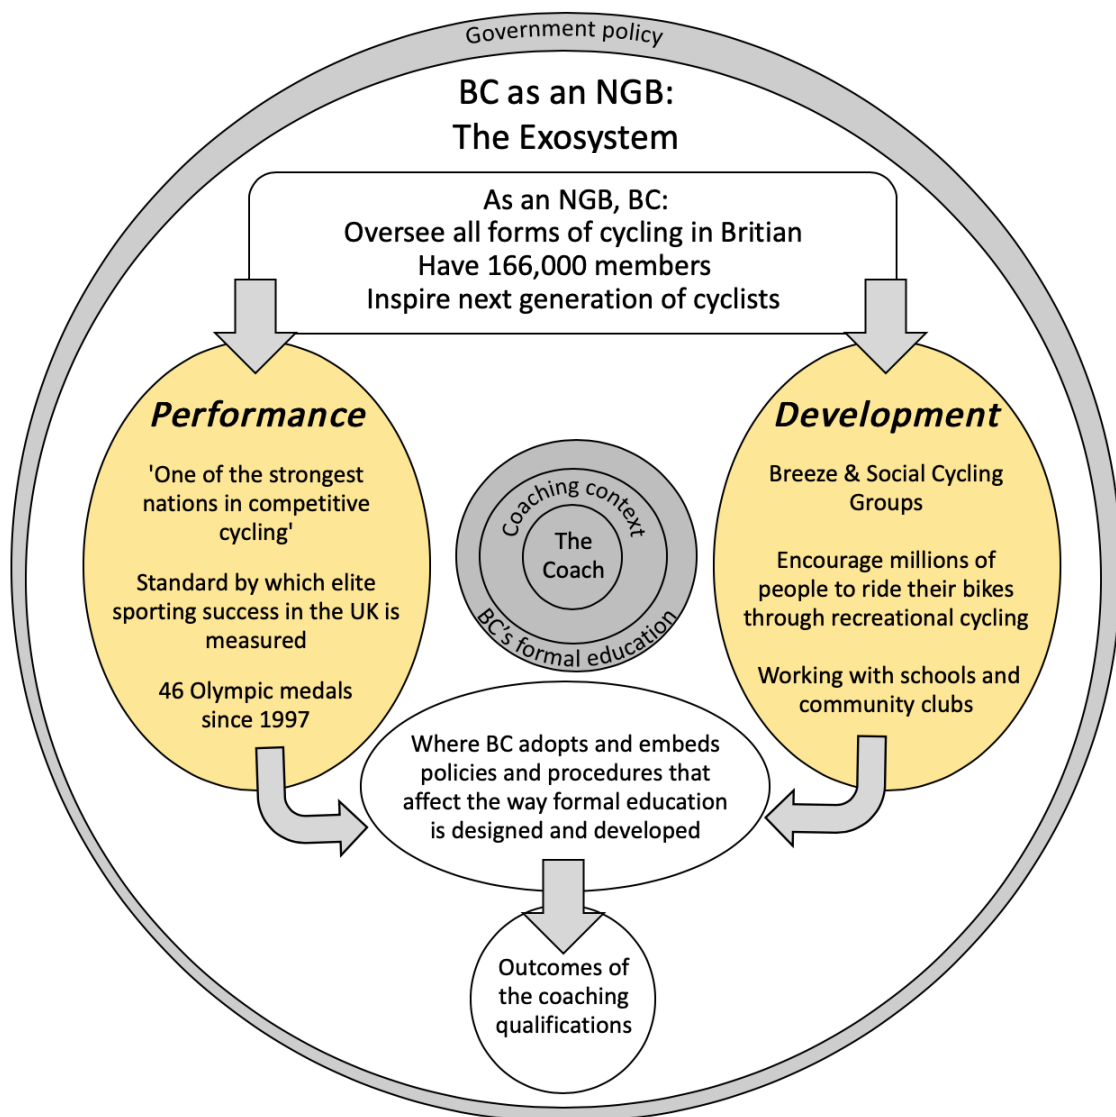 Government policy
BC as an NGB:
The Exosystem
As an NGB, BC:
Oversee all forms of cycling in Britian
Have 166,000 members
Inspire next generation of cyclists
Performance
'One of the strongest
nations in competitive
cycling'
Standard by which elite
sporting success in the UK is
measured
46 Olympic medals
since 1997
Coaching context
The
Coach
BC's formal education
Development
Breeze & Social Cycling
Groups
Encourage millions of
people to ride their bikes
through recreational cycling
Working with schools and
community clubs
Where BC adopts and embeds
policies and procedures that
affect the way formal education
is designed and developed
Outcomes of
the coaching
qualifications